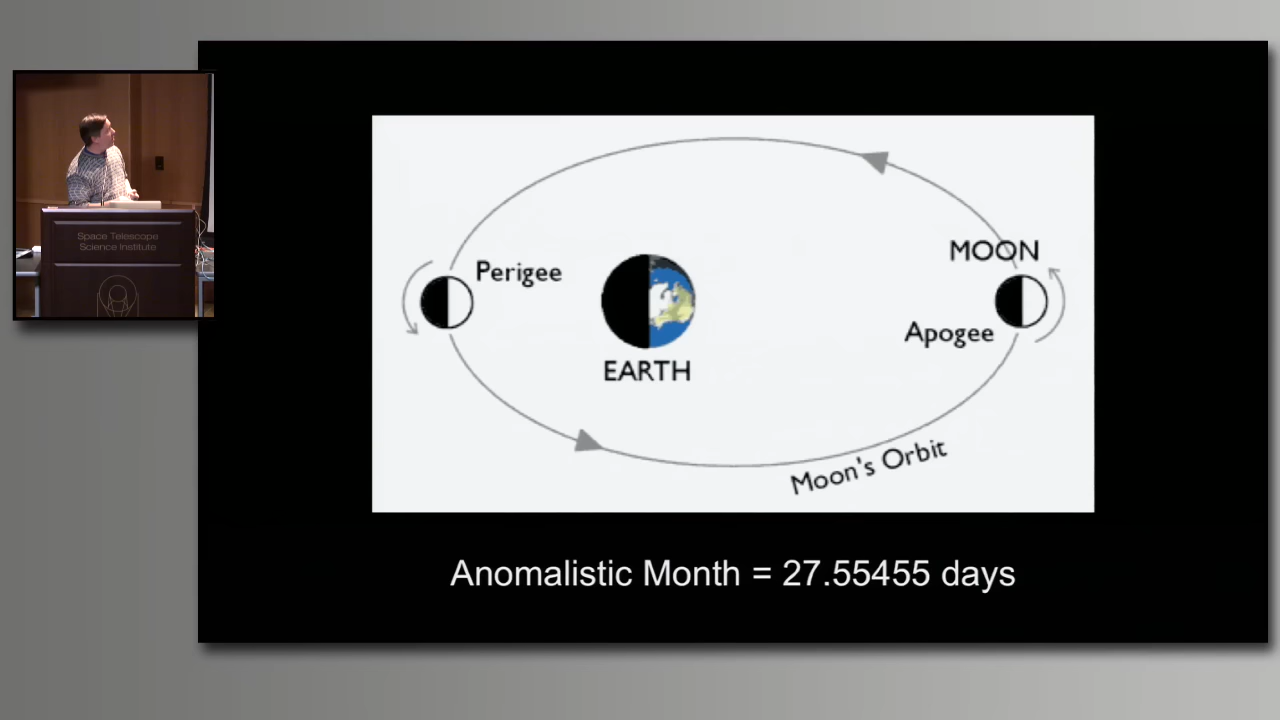 Space Telescope
Science Institute
Perigee
EARTH
MOON
Apogee
Moon's Orbit
Anomalistic Month = 27.55455 days